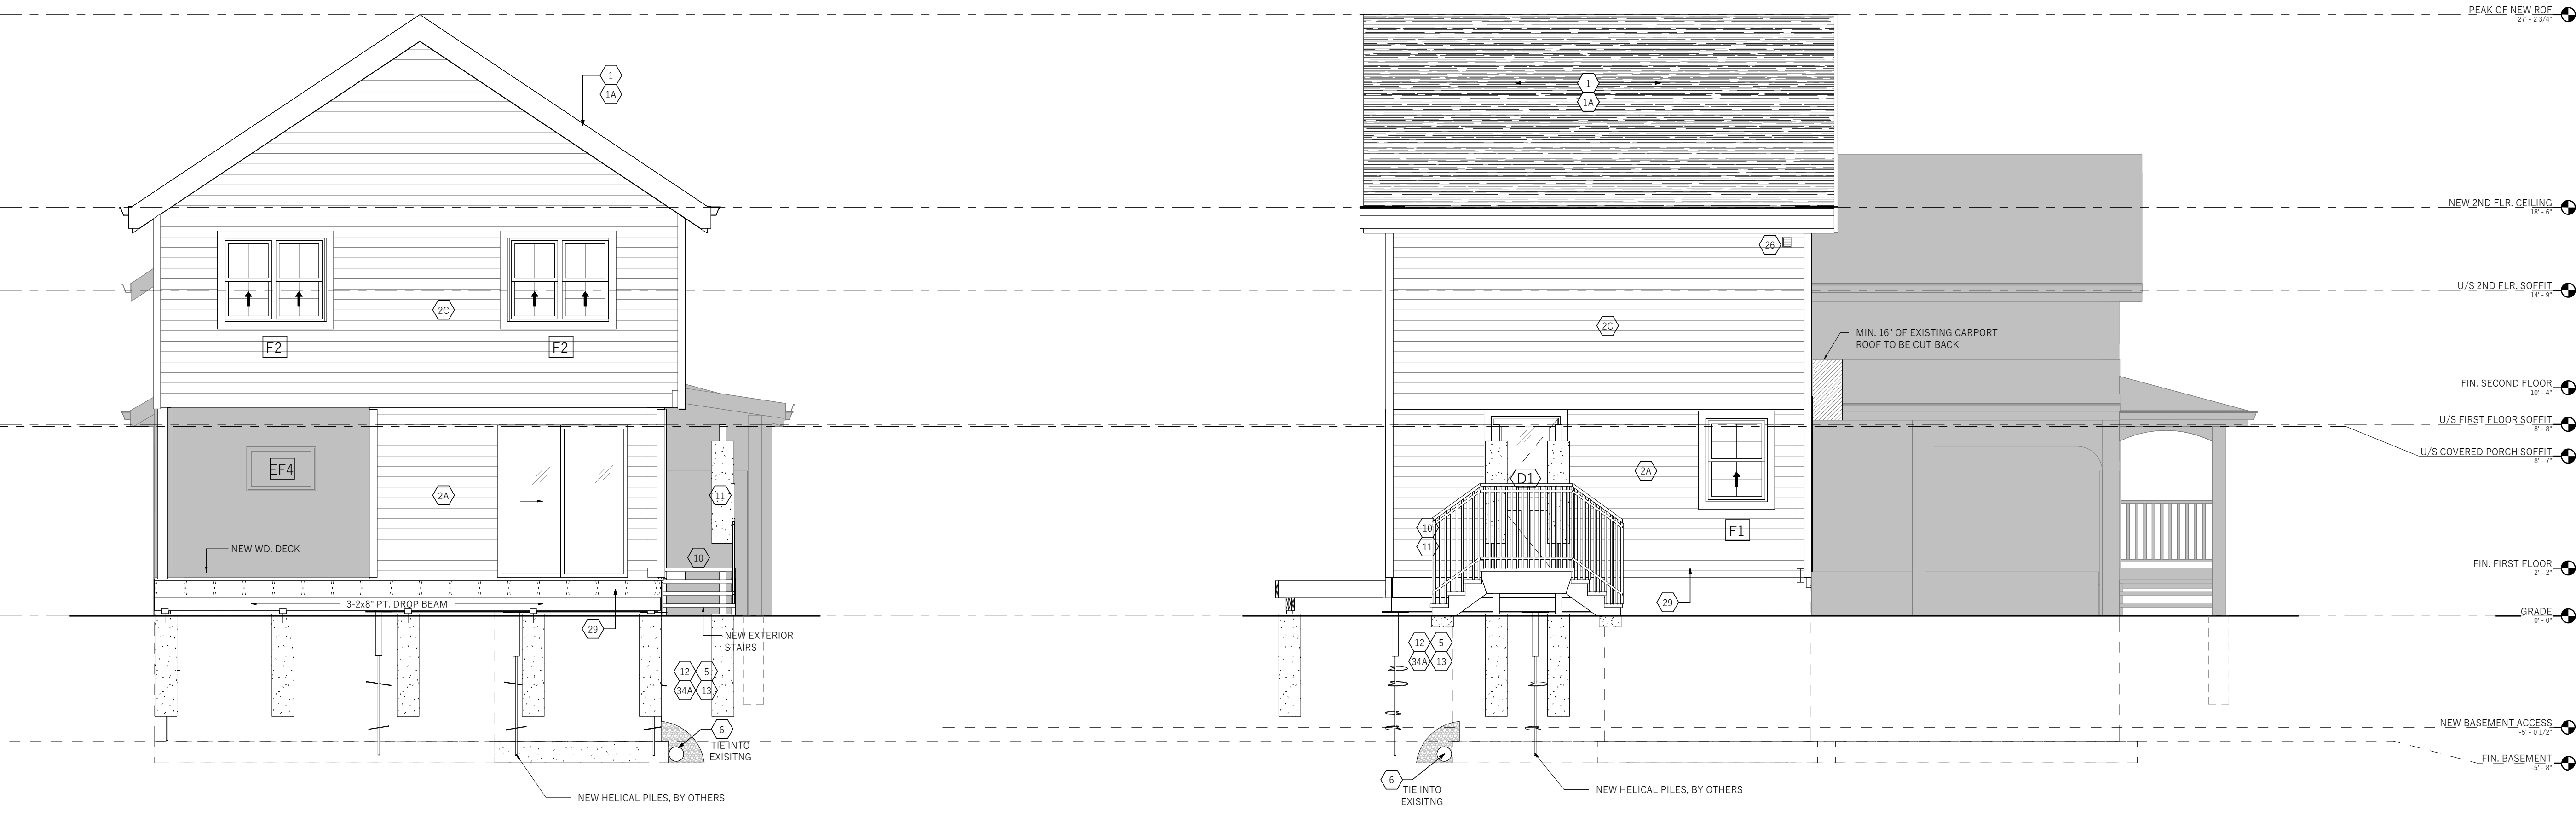 PEAK OF NEW ROF
27' - 2 3/4"
1
1A
1
1A
NEW 2ND FLR. CEILING
18' - 6"
26
U/S 2ND FLR. SOFFIT
14' - 9"
2C
2C
MIN. 16" OF EXISTING CARPORT
ROOF TO BE CUT BACK
F2
F2
FIN. SECOND FLOOR
10' - 4"
U/S FIRST FLOOR SOFFIT
8' - 8"
U/S COVERED PORCH SOFFIT
8' - 7"
EF4
2A
11
D1
2A
10
11
F1
NEW WD. DECK
10
FIN. FIRST FLOOR
2' - 2"
3-2x8" PT. DROP BEAM
29
29
GRADE
0' - 0"
NEW EXTERIOR
STAIRS
12
5
34A
13
12
5
34A
13
NEW BASEMENT ACCESS
-5' - 0 1/2"
6
TIE INTO
EXISITNG
FIN. BASEMENT
-5' - 8"
6
TIE INTO
EXISITNG
NEW HELICAL PILES, BY OTHERS
NEW HELICAL PILES, BY OTHERS